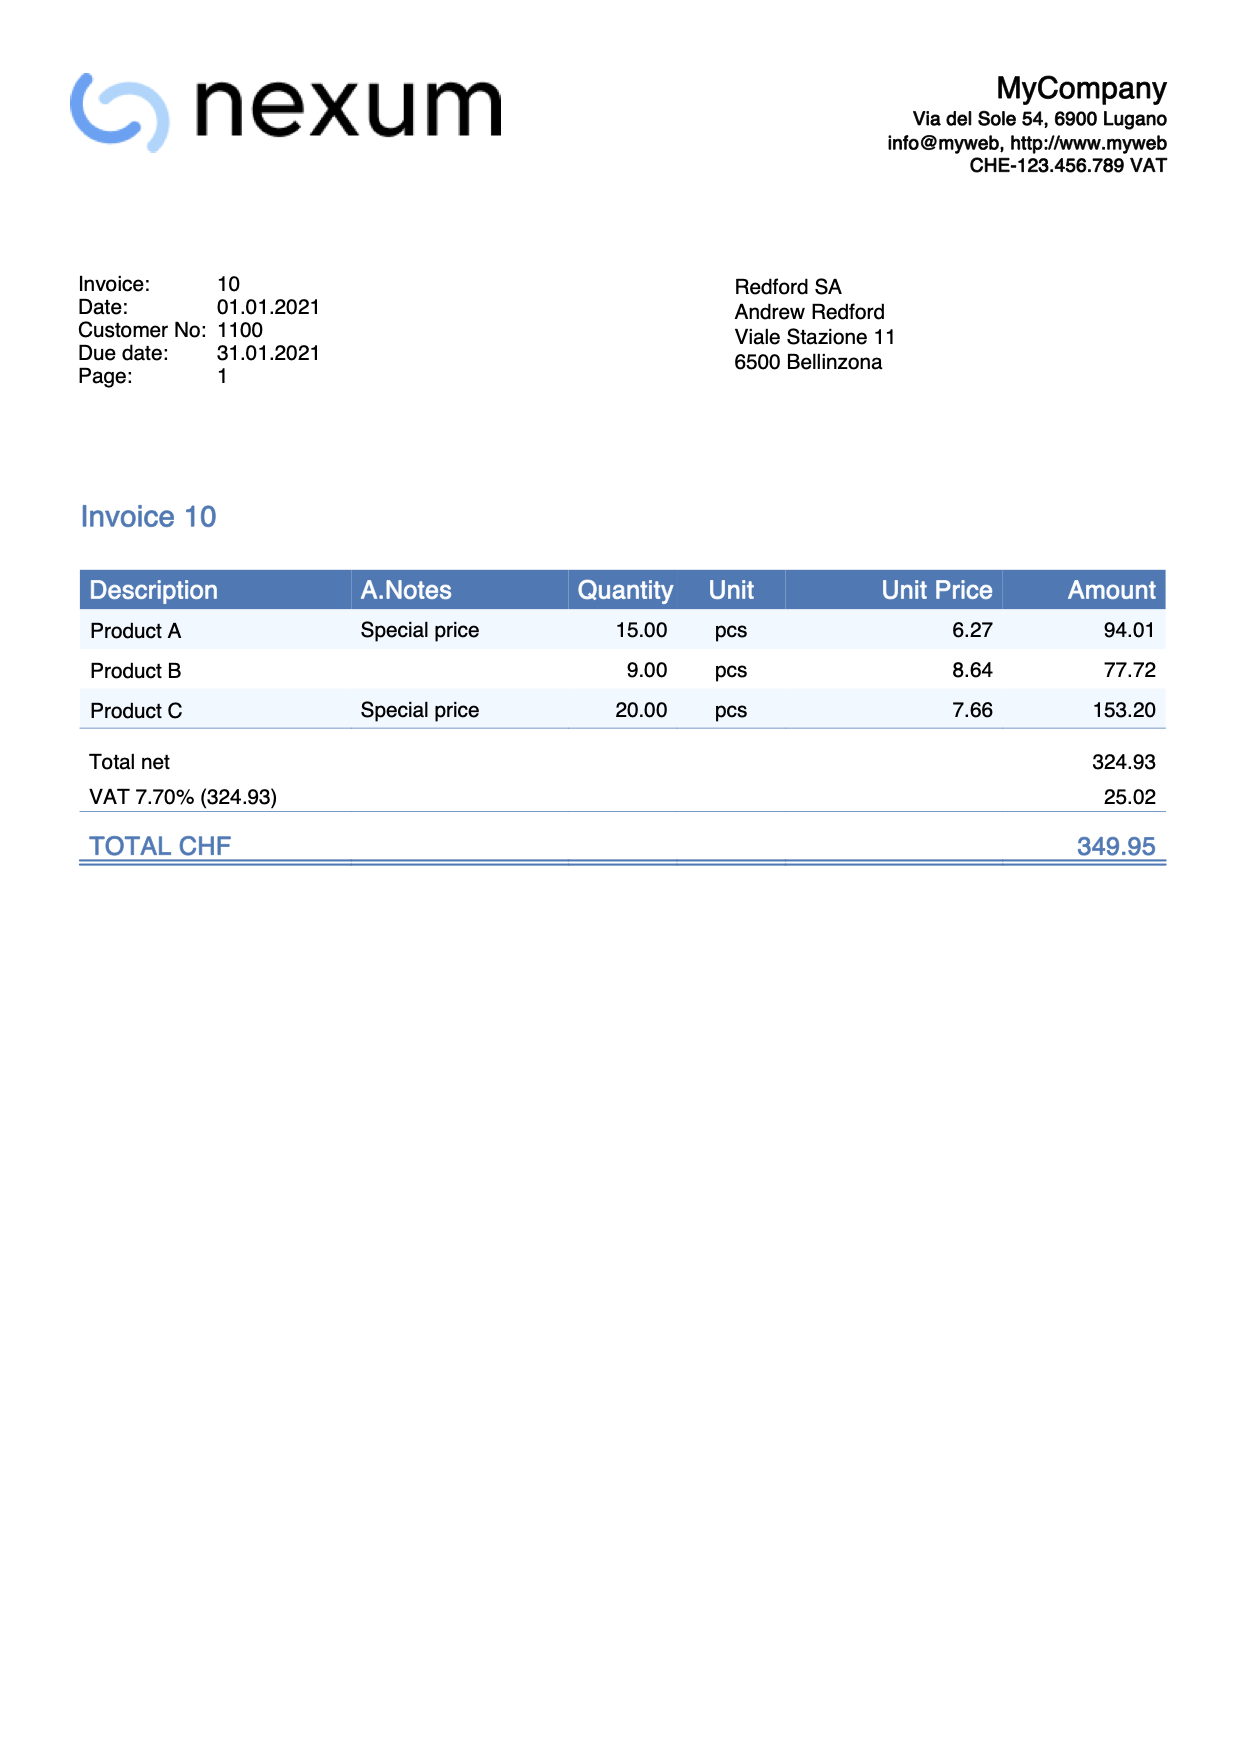 nexum
MyCompany
Via del Sole 54, 6900 Lugano
info@myweb, http://www.myweb
CHE-123.456.789 VAT
Invoice: 10
Date: 01.01.2021
Customer No: 1100
Due date: 31.01.2021
Page: 1
Redford SA
Andrew Redford
Viale Stazione 11
6500 Bellinzona
Invoice 10
Description A.Notes Quantity Unit Unit Price Amount
Product A Special price 15.00 pcs 6.27 94.01
Product B 9.00 pcs 8.64 77.72
Product C Special price 20.00 pcs 7.66 153.20
Total net 324.93
VAT 7.70% (324.93) 25.02
TOTAL CHF 349.95